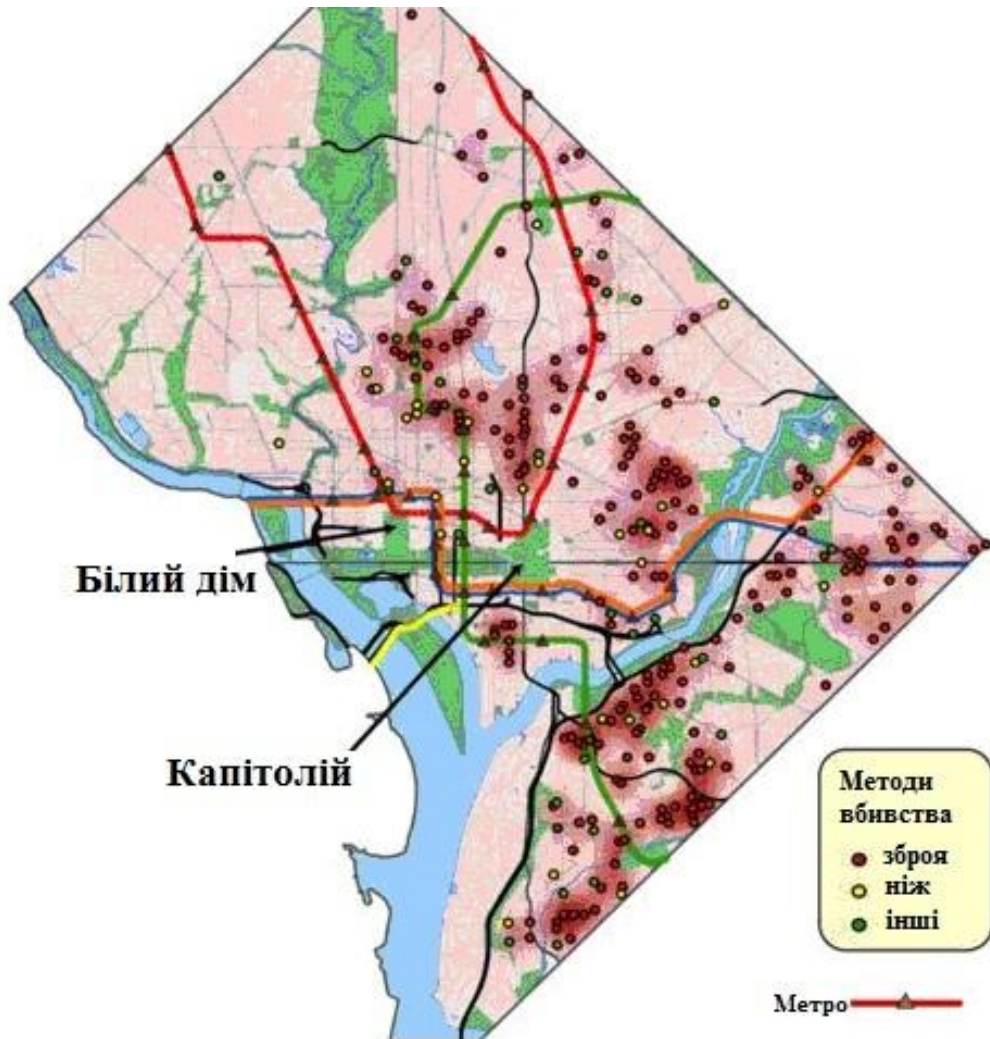 Білий дім
Капітолій
Методи
вбивства
зброя
ніж
інші
Метро